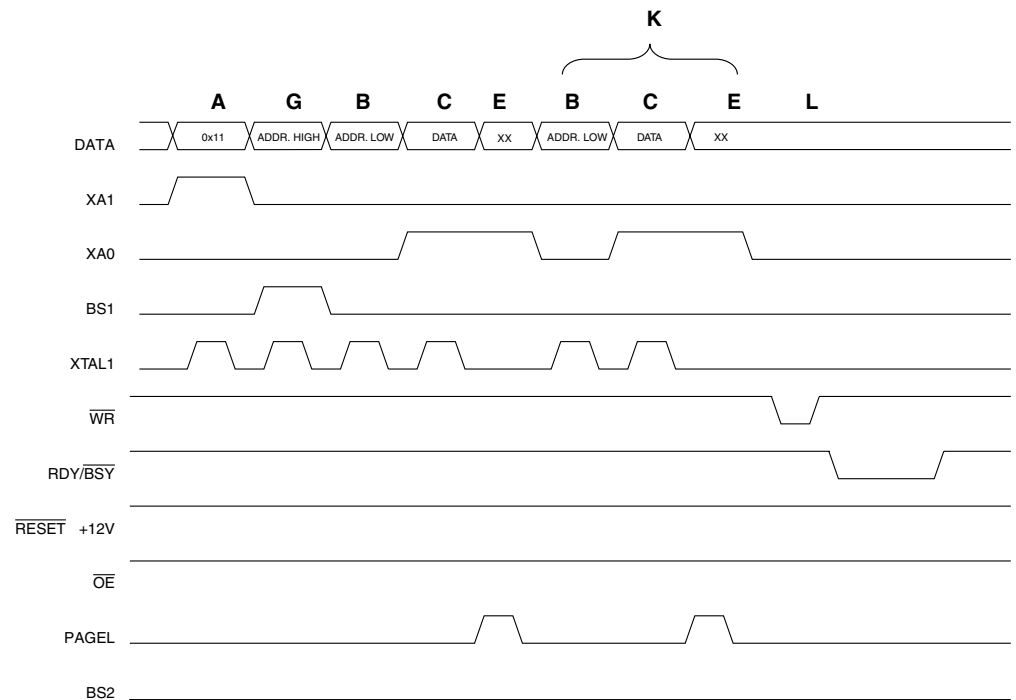 K
A G B C E B C E L
DATA 0x11 ADDR. HIGH ADDR. LOW DATA XX ADDR. LOW DATA XX
XA1
XA0
BS1
XTAL1
WR
RDY/BSY
RESET +12V
OE
PAGEL
BS2